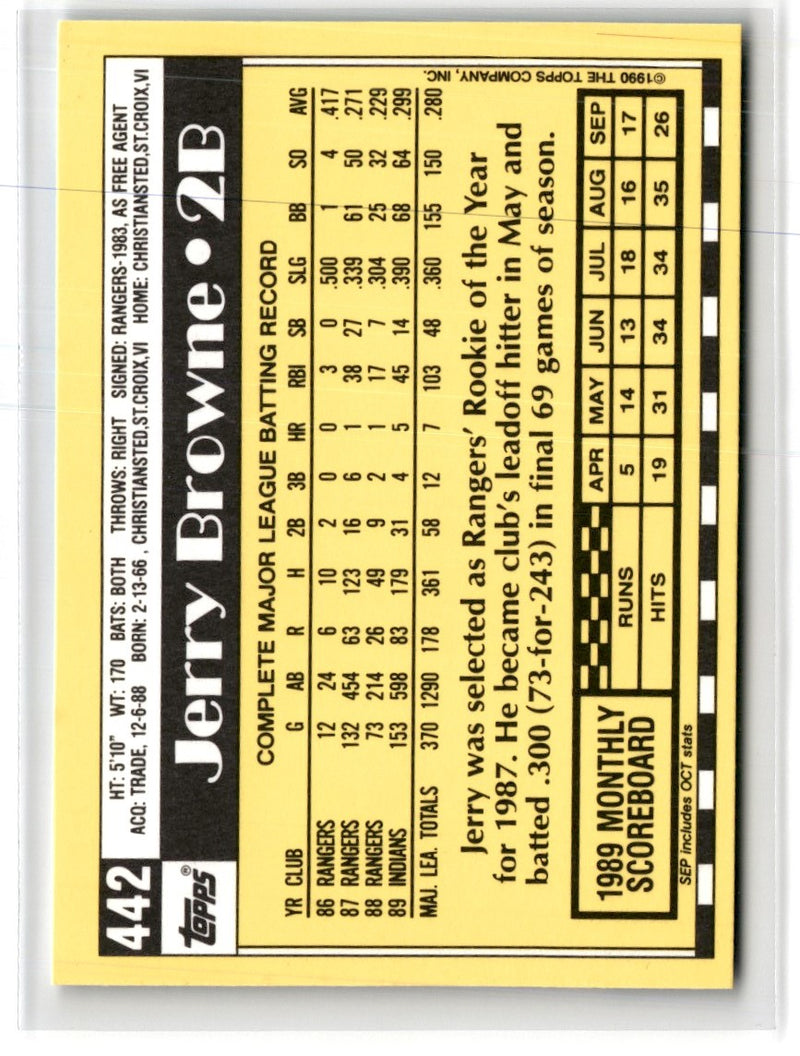 442
HT: 5'10" WT: 170 BATS: BOTH THROWS: RIGHT SIGNED: RANGERS-1983, AS FREE AGENT
ACQ: TRADE, 12-6-88 BORN: 2-13-66 , CHRISTIANSTED,ST.CROIX,VI HOME: CHRISTIANSTED,ST.CROIX,VI
TOPPS®
Jerry Browne • 2B
COMPLETE MAJOR LEAGUE BATTING RECORD
YR CLUB G AB R H 2B 3B HR RBI SB SLG BB SO AVG
86 RANGERS 12 24 6 10 2 0 0 3 0 .500 1 4 .417
87 RANGERS 132 454 63 123 16 6 1 38 27 .339 61 50 .271
88 RANGERS 73 214 26 49 9 2 1 17 7 .304 25 32 .229
89 INDIANS 153 598 83 179 31 4 5 45 14 .390 68 64 .299
MAJ. LEA. TOTALS 370 1290 178 361 58 12 7 103 48 .360 155 150 .280
Jerry was selected as Rangers' Rookie of the Year
for 1987. He became club's leadoff hitter in May and
batted .300 (73-for-243) in final 69 games of season.
1989 MONTHLY
SCOREBOARD
APR MAY JUN JUL AUG SEP
RUNS 5 14 13 18 16 17
HITS 19 31 34 34 35 26
SEP includes OCT stats
©1990 THE TOPPS COMPANY, INC.